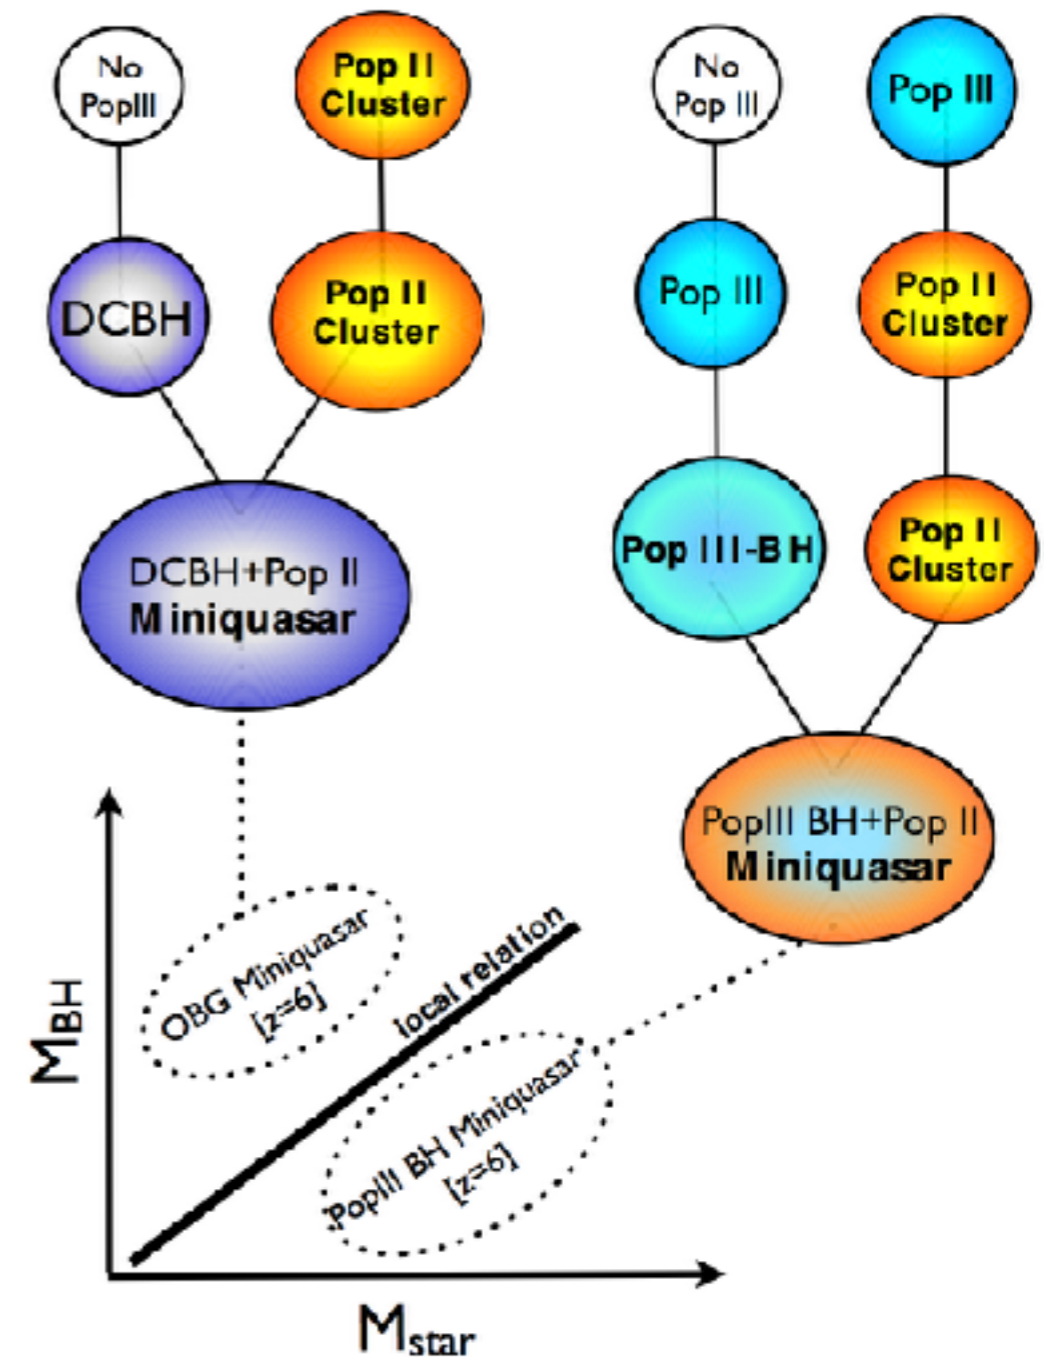 No
PopIII
Pop II
Cluster
No
Pop III
Pop III
DCBH
Pop II
Cluster
Pop III
Pop II
Cluster
DCBH+Pop II
Miniquasar
Pop III-BH
Pop II
Cluster
PopIII BH+Pop II
Miniquasar
OBG Miniquasar
[z=6]
local relation
PopIII BH Miniquasar
[z=6]
MBH
Mstar